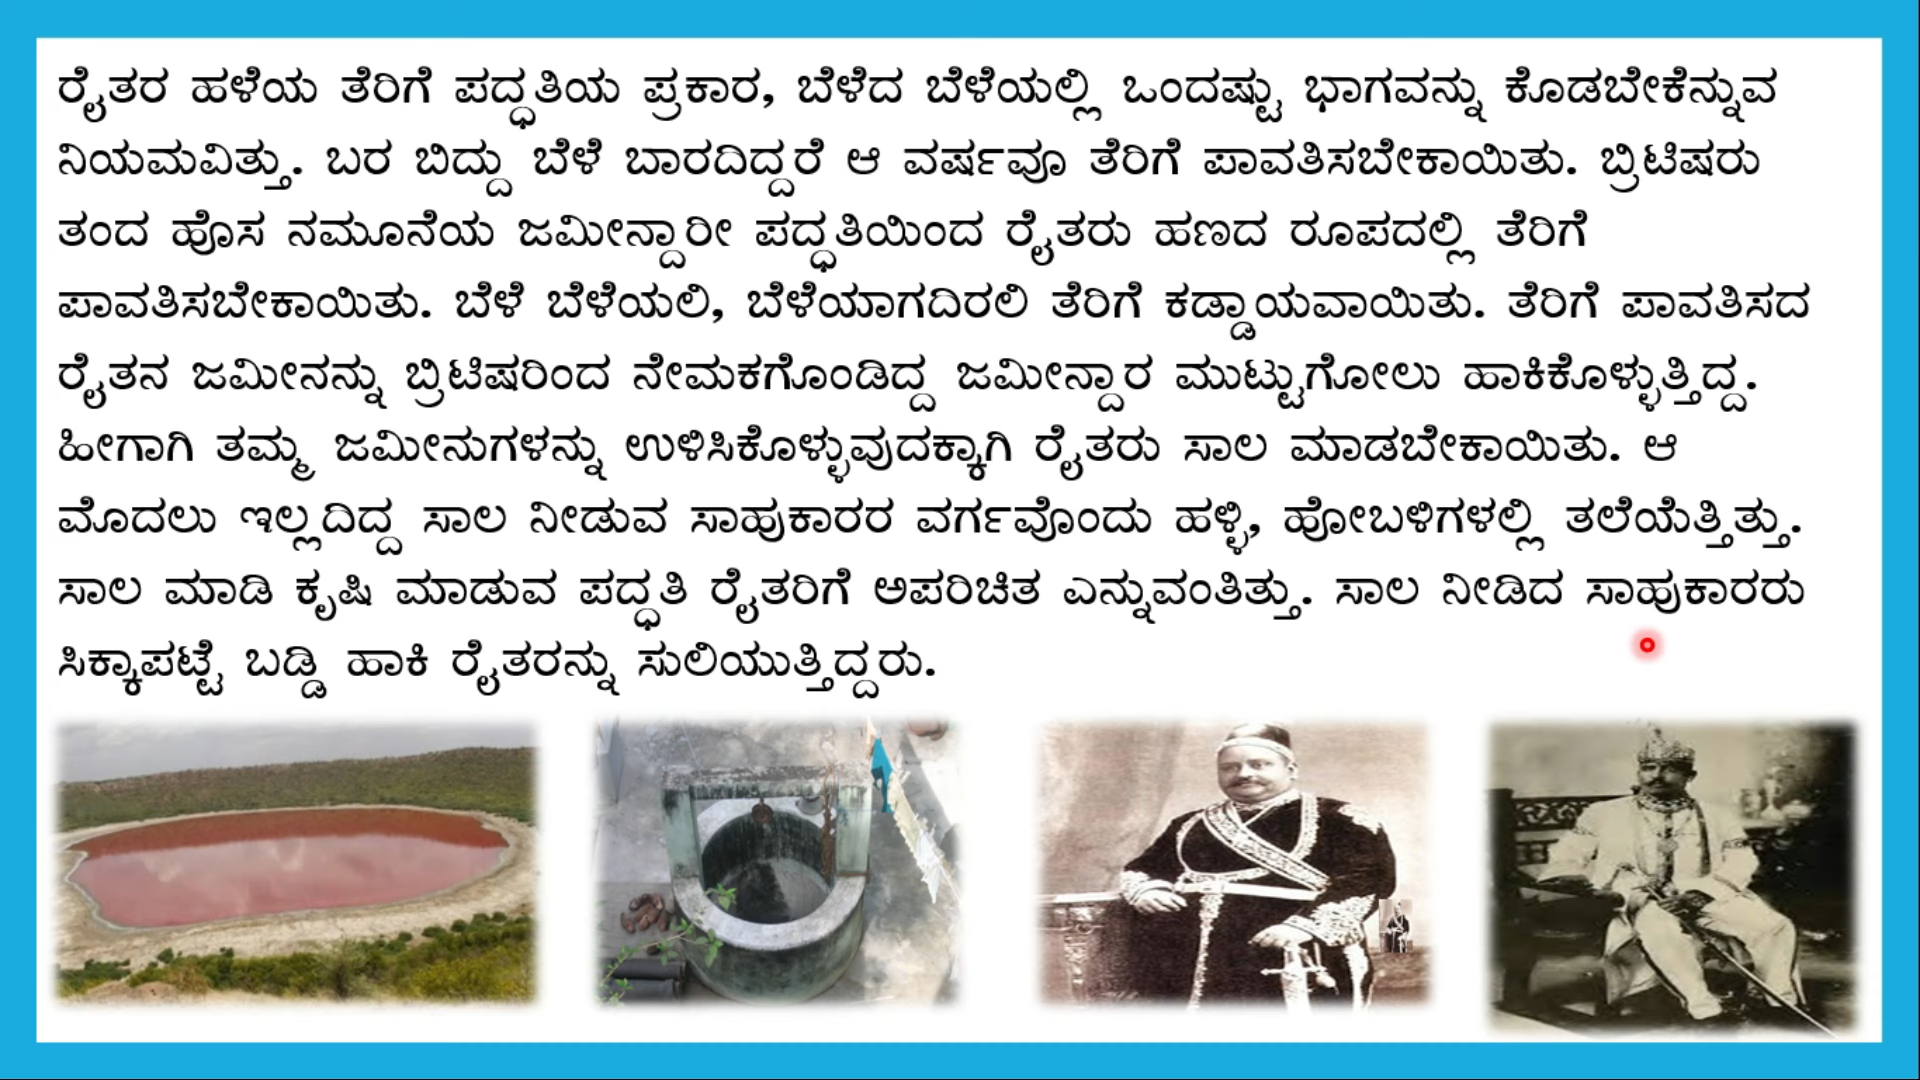 ರೈತರ ಹಳೆಯ ತೆರಿಗೆ ಪದ್ಧತಿಯ ಪ್ರಕಾರ, ಬೆಳೆದ ಬೆಳೆಯಲ್ಲಿ ಒಂದಷ್ಟು ಭಾಗವನ್ನು ಕೊಡಬೇಕೆನ್ನುವ
ನಿಯಮವಿತ್ತು. ಬರ ಬಿದ್ದು ಬೆಳೆ ಬಾರದಿದ್ದರೆ ಆ ವರ್ಷವೂ ತೆರಿಗೆ ಪಾವತಿಸಬೇಕಾಯಿತು. ಬ್ರಿಟಿಷರು
ತಂದ ಹೊಸ ನಮೂನೆಯ ಜಮೀನ್ದಾರೀ ಪದ್ಧತಿಯಿಂದ ರೈತರು ಹಣದ ರೂಪದಲ್ಲಿ ತೆರಿಗೆ
ಪಾವತಿಸಬೇಕಾಯಿತು. ಬೆಳೆ ಬೆಳೆಯಲಿ, ಬೆಳೆಯಾಗದಿರಲಿ ತೆರಿಗೆ ಕಡ್ಡಾಯವಾಯಿತು. ತೆರಿಗೆ ಪಾವತಿಸದ
ರೈತನ ಜಮೀನನ್ನು ಬ್ರಿಟಿಷರಿಂದ ನೇಮಕಗೊಂಡಿದ್ದ ಜಮೀನ್ದಾರ ಮುಟ್ಟುಗೋಲು ಹಾಕಿಕೊಳ್ಳುತ್ತಿದ್ದ.
ಹೀಗಾಗಿ ತಮ್ಮ ಜಮೀನುಗಳನ್ನು ಉಳಿಸಿಕೊಳ್ಳುವುದಕ್ಕಾಗಿ ರೈತರು ಸಾಲ ಮಾಡಬೇಕಾಯಿತು. ಆ
ಮೊದಲು ಇಲ್ಲದಿದ್ದ ಸಾಲ ನೀಡುವ ಸಾಹುಕಾರರ ವರ್ಗವೊಂದು ಹಳ್ಳಿ, ಹೋಬಳಿಗಳಲ್ಲಿ ತಲೆಯೆತ್ತಿತ್ತು.
ಸಾಲ ಮಾಡಿ ಕೃಷಿ ಮಾಡುವ ಪದ್ಧತಿ ರೈತರಿಗೆ ಅಪರಿಚಿತ ಎನ್ನುವಂತಿತ್ತು. ಸಾಲ ನೀಡಿದ ಸಾಹುಕಾರರು
ಸಿಕ್ಕಾಪಟ್ಟೆ ಬಡ್ಡಿ ಹಾಕಿ ರೈತರನ್ನು ಸುಲಿಯುತ್ತಿದ್ದರು.